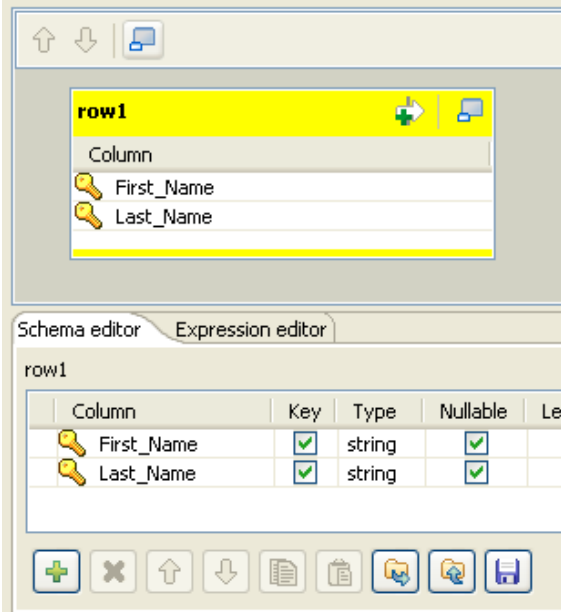 row1
Column
First_Name
Last_Name
Schema editor Expression editor
row1
Column Key Type Nullable Le
First_Name string
Last_Name string